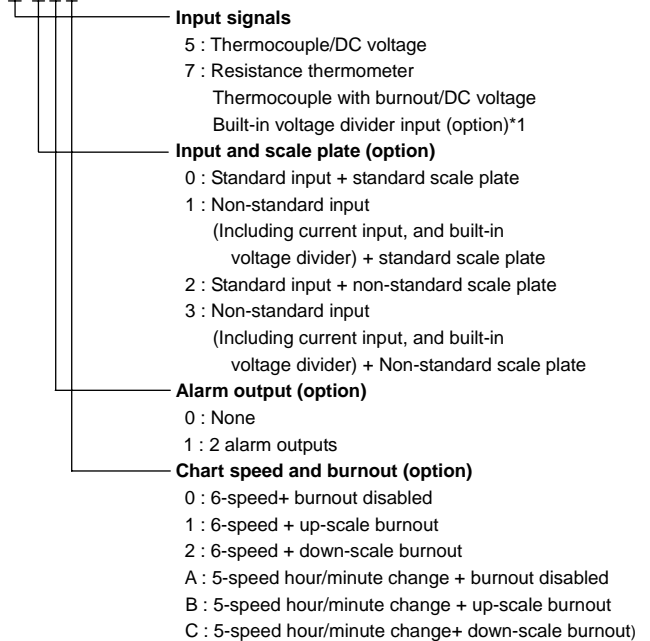 Input signals
5 : Thermocouple/DC voltage
7 : Resistance thermometer
Thermocouple with burnout/DC voltage
Built-in voltage divider input (option)*1
Input and scale plate (option)
0 : Standard input + standard scale plate
1 : Non-standard input
(Including current input, and built-in
voltage divider) + standard scale plate
2 : Standard input + non-standard scale plate
3 : Non-standard input
(Including current input, and built-in
voltage divider) + Non-standard scale plate
Alarm output (option)
0 : None
1 : 2 alarm outputs
Chart speed and burnout (option)
0 : 6-speed+ burnout disabled
1 : 6-speed + up-scale burnout
2 : 6-speed + down-scale burnout
A : 5-speed hour/minute change + burnout disabled
B : 5-speed hour/minute change + up-scale burnout
C : 5-speed hour/minute change+ down-scale burnout)